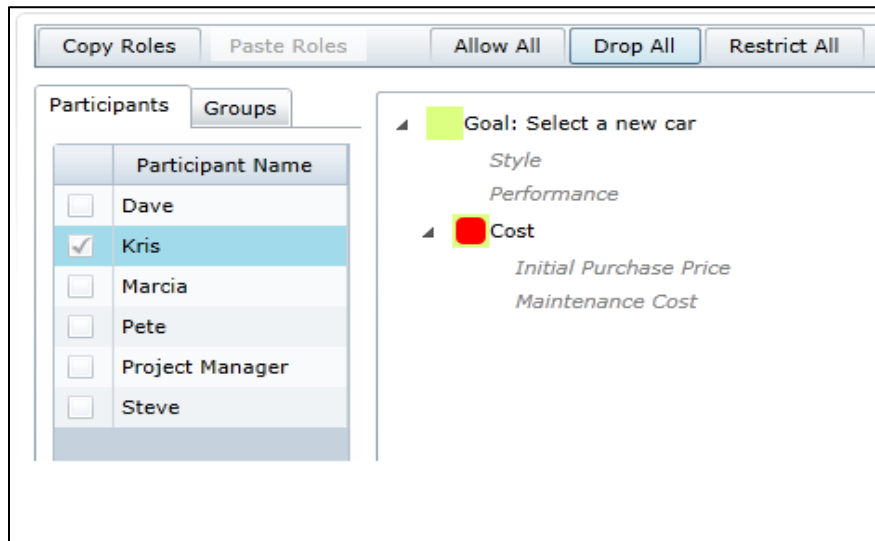 Copy Roles Paste Roles Allow All Drop All Restrict All
Participants Groups
Participant Name
Dave
Kris
Marcia
Pete
Project Manager
Steve
Goal: Select a new car
Style
Performance
Cost
Initial Purchase Price
Maintenance Cost